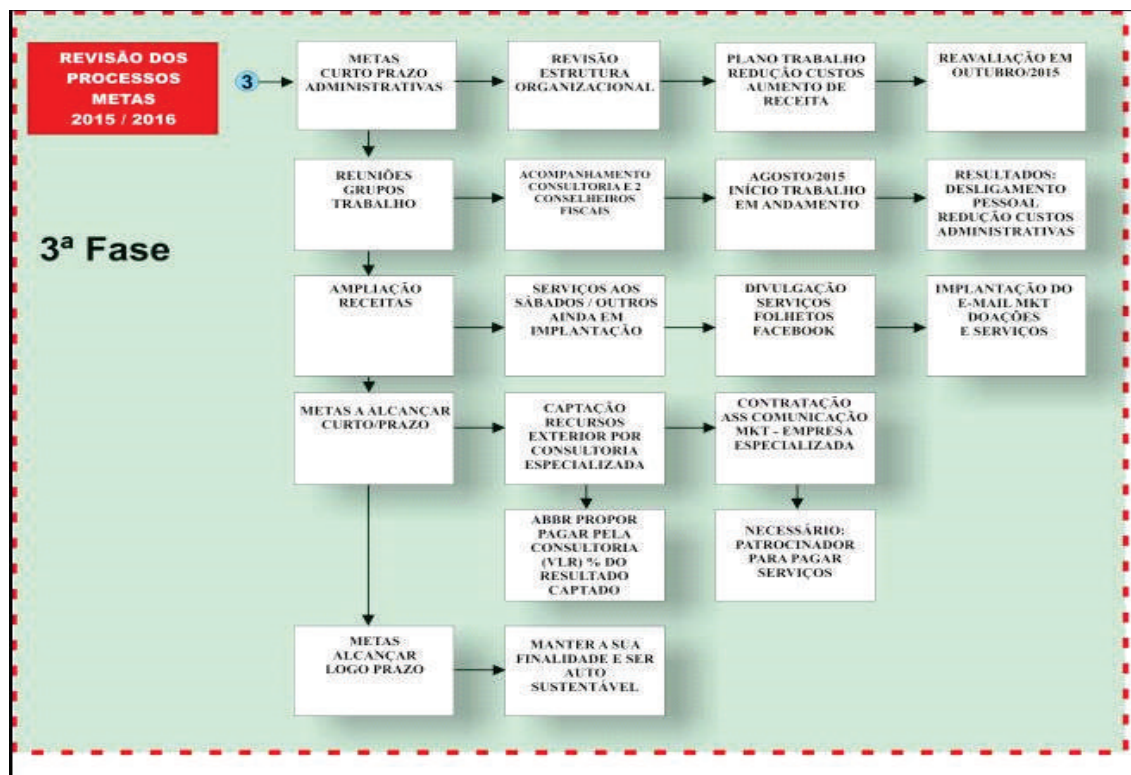 REVISÃO DOS
PROCESSOS
METAS
2015 / 2016
3
METAS
CURTO PRAZO
ADMINISTRATIVAS
REVISÃO
ESTRUTURA
ORGANIZACIONAL
PLANO TRABALHO
REDUÇÃO CUSTOS
AUMENTO DE
RECEITA
REAVALIAÇÃO EM
OUTUBRO/2015
3ª Fase
REUNIÕES
GRUPOS
TRABALHO
ACOMPANHAMENTO
CONSULTORIA E 2
CONSELHEIROS
FISCAIS
AGOSTO/2015
INÍCIO TRABALHO
EM ANDAMENTO
RESULTADOS:
DESLIGAMENTO
PESSOAL
REDUÇÃO CUSTOS
ADMINISTRATIVAS
AMPLIAÇÃO
RECEITAS
SERVIÇOS AOS
SÁBADOS / OUTROS
AINDA EM
IMPLANTAÇÃO
DIVULGAÇÃO
SERVIÇOS
FOLHETOS
FACEBOOK
IMPLANTAÇÃO DO
E-MAIL MKT
DOAÇÕES
E SERVIÇOS
METAS A ALCANÇAR
CURTO/PRAZO
CAPTAÇÃO
RECURSOS
EXTERIOR POR
CONSULTORIA
ESPECIALIZADA
CONTRATAÇÃO
ASS COMUNICAÇÃO
MKT - EMPRESA
ESPECIALIZADA
ABBR PROPOR
PAGAR PELA
CONSULTORIA
(VLR) % DO
RESULTADO
CAPTADO
NECESSÁRIO:
PATROCINADOR
PARA PAGAR
SERVIÇOS
METAS
ALCANÇAR
LOGO PRAZO
MANTER A SUA
FINALIDADE E SER
AUTO
SUSTENTÁVEL